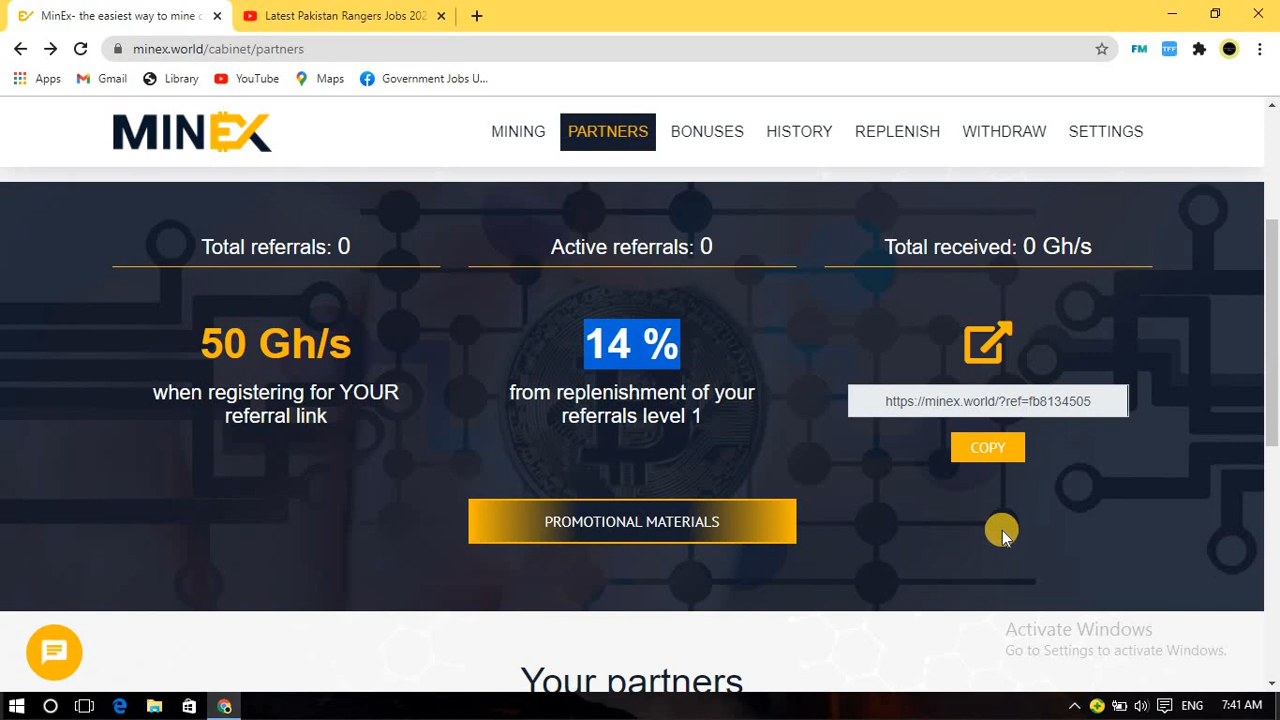 MinEx- the easiest way to mine c
Latest Pakistan Rangers Jobs 202
minex.world/cabinet/partners
FM
TFF
Apps
Gmail
Library
YouTube
Maps
Government Jobs U...
MINEX
MINING
PARTNERS
BONUSES
HISTORY
REPLENISH
WITHDRAW
SETTINGS
Total referrals: 0
Active referrals: 0
Total received: 0 Gh/s
50 Gh/s
when registering for YOUR
referral link
14 %
from replenishment of your
referrals level 1
https://minex.world/?ref=fb8134505
COPY
PROMOTIONAL MATERIALS
Your partners
Activate Windows
Go to Settings to activate Windows.
ENG
7:41 AM